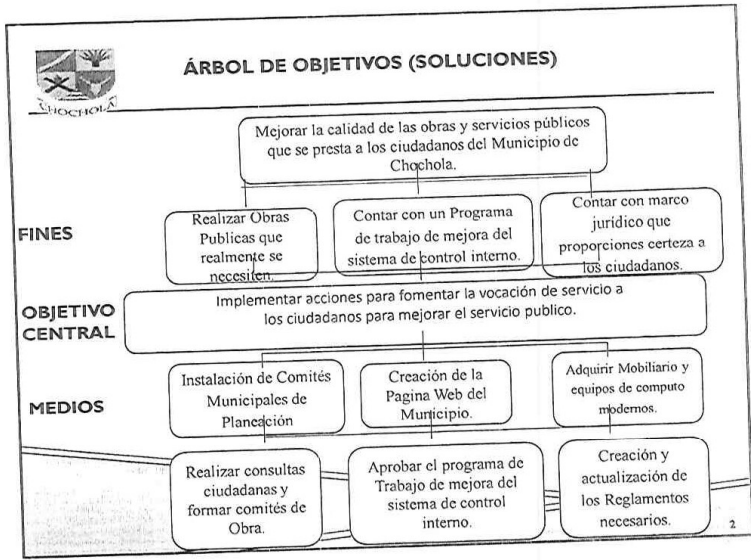 ÁRBOL DE OBJETIVOS (SOLUCIONES)
CHOCHOLÁ
Mejorar la calidad de las obras y servicios públicos
que se presta a los ciudadanos del Municipio de
Chochola.
FINES
Realizar Obras
Publicas que
realmente se
necesiten.
Contar con un Programa
de trabajo de mejora del
sistema de control interno.
Contar con marco
jurídico que
proporciones certeza a
los ciudadanos.
OBJETIVO
CENTRAL
Implementar acciones para fomentar la vocación de servicio a
los ciudadanos para mejorar el servicio publico.
MEDIOS
Instalación de Comités
Municipales de
Planeación
Creación de la
Pagina Web del
Municipio.
Adquirir Mobiliario y
equipos de computo
modernos.
Realizar consultas
ciudadanas y
formar comités de
Obra.
Aprobar el programa de
Trabajo de mejora del
sistema de control
interno.
Creación y
actualización de
los Reglamentos
necesarios.
2